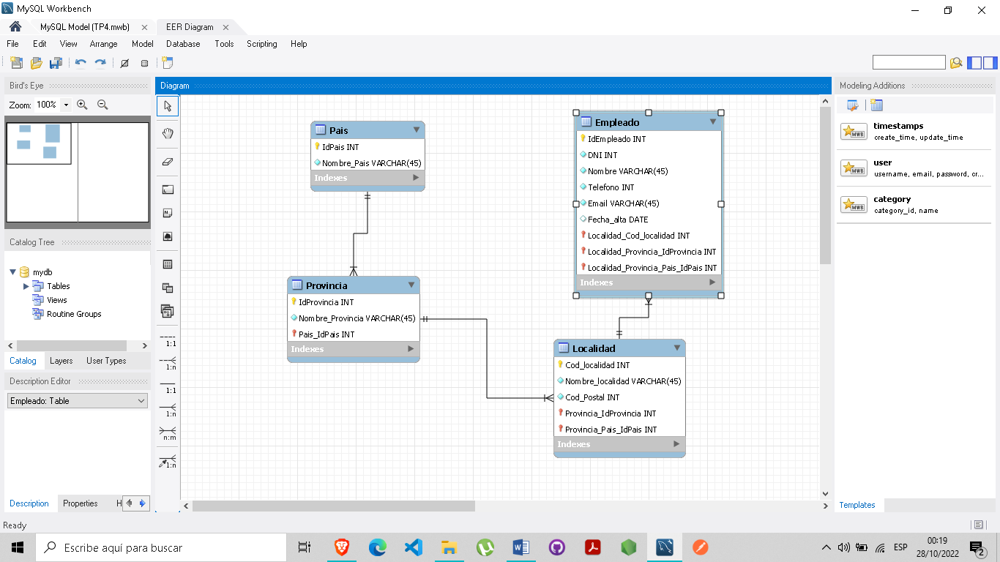 MySQL Workbench
MySQL Model (TP4.mwb)
EER Diagram
File Edit View Arrange Model Database Tools Scripting Help
Bird's Eye
Zoom: 100%
Catalog Tree
mydb
Tables
Views
Routine Groups
Catalog Layers User Types
Description Editor
Empleado: Table
Description Properties H
Diagram
1:1
1:n
1:1
1:n
n:m
1:n
Pais
IdPais INT
Nombre_Pais VARCHAR(45)
Indexes
Provincia
IdProvincia INT
Nombre_Provincia VARCHAR(45)
Pais_IdPais INT
Indexes
Empleado
IdEmpleado INT
DNI INT
Nombre VARCHAR(45)
Telefono INT
Email VARCHAR(45)
Fecha_alta DATE
Localidad_Cod_localidad INT
Localidad_Provincia_IdProvincia INT
Localidad_Provincia_Pais_IdPais INT
Indexes
Localidad
Cod_localidad INT
Nombre_localidad VARCHAR(45)
Cod_Postal INT
Provincia_IdProvincia INT
Provincia_Pais_IdPais INT
Indexes
Modeling Additions
MWB
timestamps
create_time, update_time
MWB
user
username, email, password, cr...
MWB
category
category_id, name
Templates
Ready
Escribe aquí para buscar
ESP
00:19
28/10/2022
2